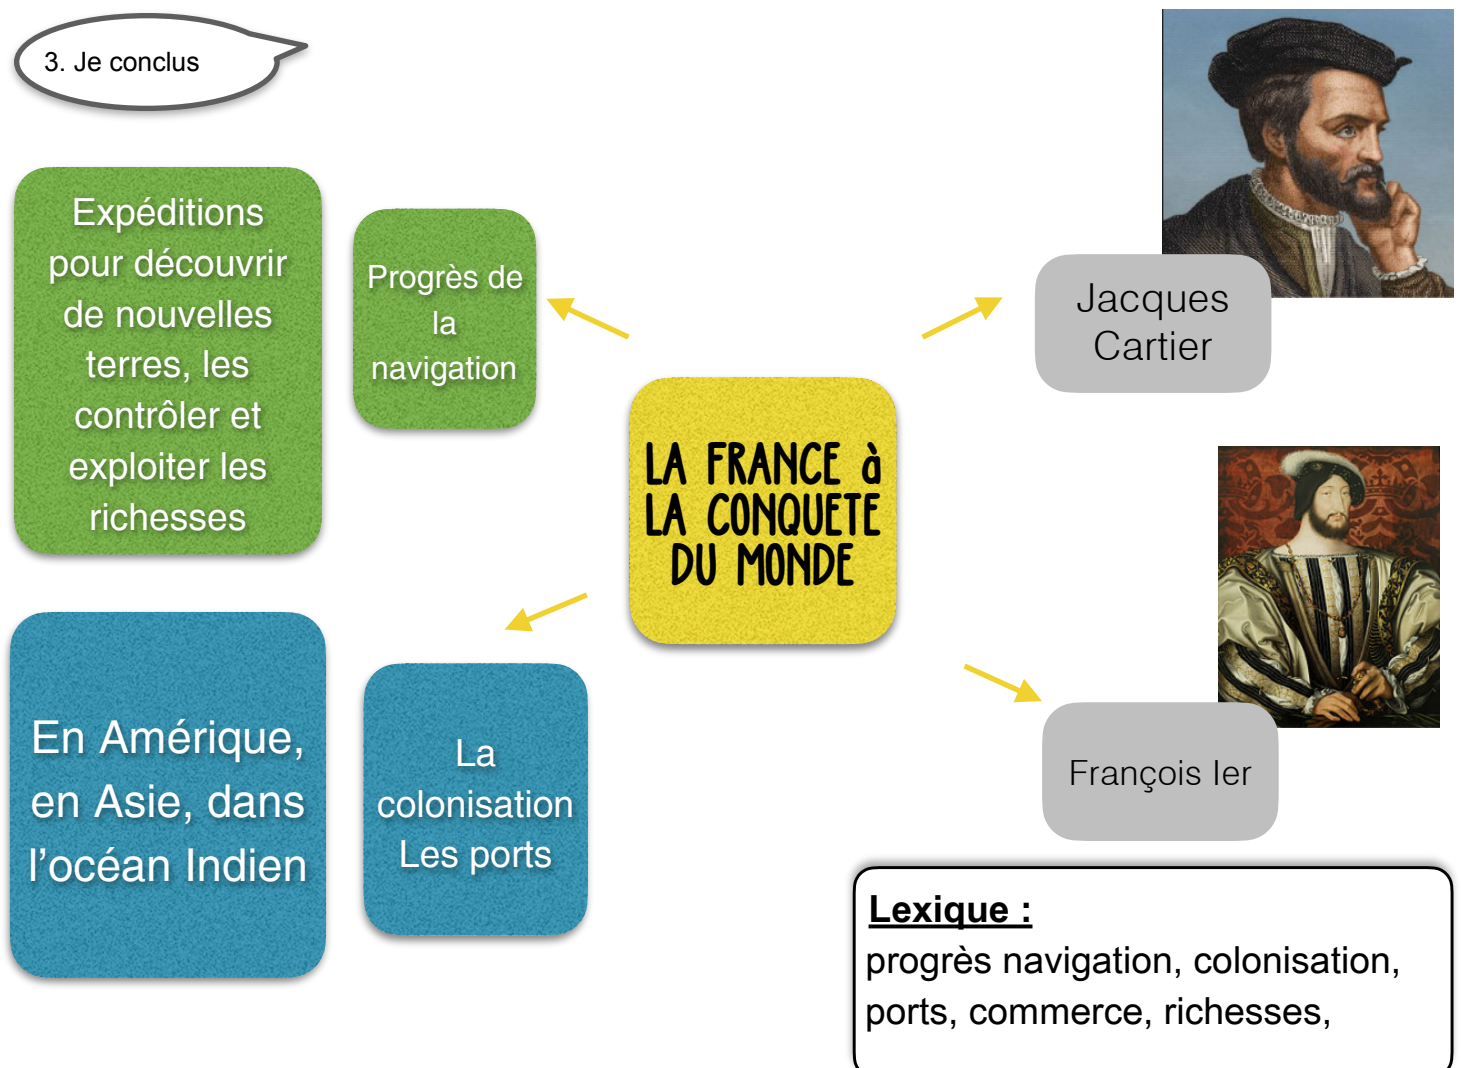 3. Je conclus
Expéditions
pour découvrir
de nouvelles
terres, les
contrôler et
exploiter les
richesses
Progrès de
la
navigation
Jacques
Cartier
LA FRANCE à
LA CONQUETE
DU MONDE
En Amérique,
en Asie, dans
l'océan Indien
La
colonisation
Les ports
François Ier
Lexique :
progrès navigation, colonisation,
ports, commerce, richesses,